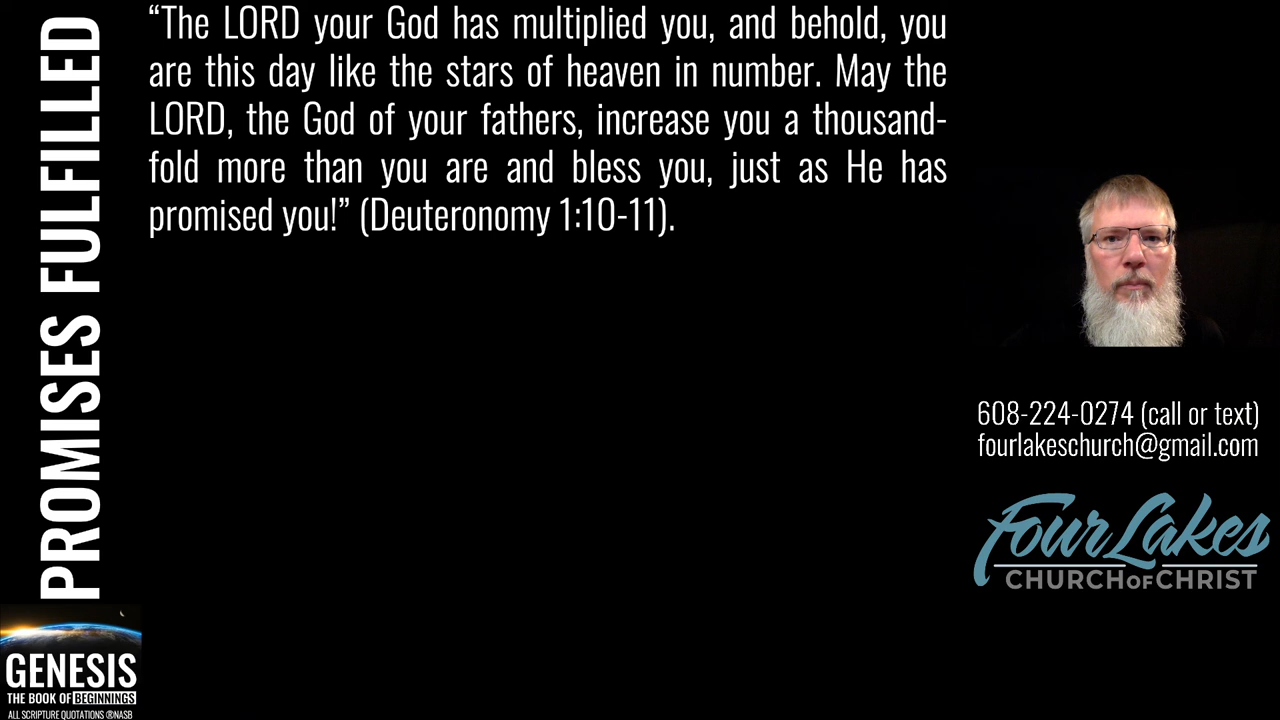 PROMISES FULFILLED
“The LORD your God has multiplied you, and behold, you
are this day like the stars of heaven in number. May the
LORD, the God of your fathers, increase you a thousand-
fold more than you are and bless you, just as He has
promised you!” (Deuteronomy 1:10-11).
608-224-0274 (call or text)
fourlakeschurch@gmail.com
Four Lakes
CHURCH OF CHRIST
GENESIS
THE BOOK OF BEGINNINGS
ALL SCRIPTURE QUOTATIONS ®NASB